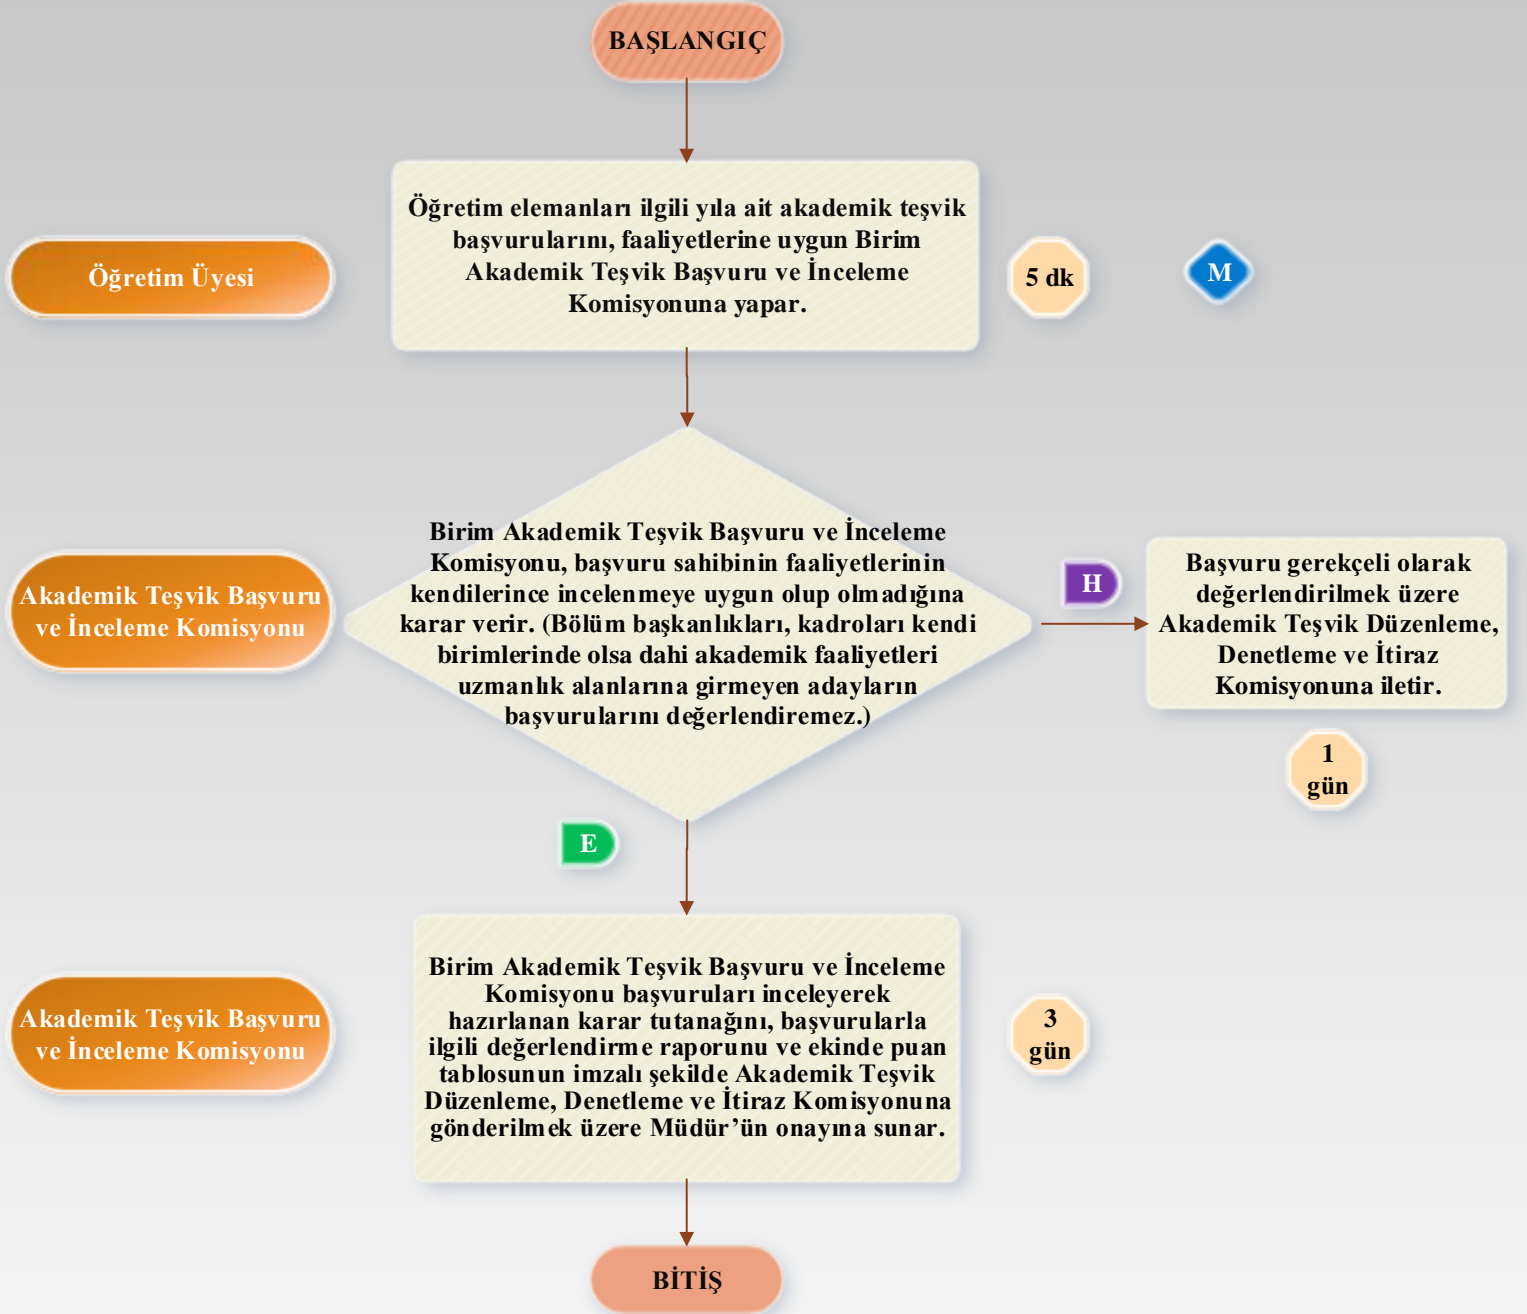 BAŞLANGIÇ
Öğretim Üyesi
Öğretim elemanları ilgili yıla ait akademik teşvik
başvurularını, faaliyetlerine uygun Birim
Akademik Teşvik Başvuru ve İnceleme
Komisyonuna yapar.
5 dk
M
Akademik Teşvik Başvuru
ve İnceleme Komisyonu
Birim Akademik Teşvik Başvuru ve İnceleme
Komisyonu, başvuru sahibinin faaliyetlerinin
kendilerince incelenmeye uygun olup olmadığına
karar verir. (Bölüm başkanlıkları, kadroları kendi
birimlerinde olsa dahi akademik faaliyetleri
uzmanlık alanlarına girmeyen adayların
başvurularını değerlendiremez.)
H
Başvuru gerekçeli olarak
değerlendirilmek üzere
Akademik Teşvik Düzenleme,
Denetleme ve İtiraz
Komisyonuna iletir.
1
gün
E
Akademik Teşvik Başvuru
ve İnceleme Komisyonu
Birim Akademik Teşvik Başvuru ve İnceleme
Komisyonu başvuruları inceleyerek
hazırlanan karar tutanağını, başvurularla
ilgili değerlendirme raporunu ve ekinde puan
tablosunun imzalı şekilde Akademik Teşvik
Düzenleme, Denetleme ve İtiraz Komisyonuna
gönderilmek üzere Müdür’ün onayına sunar.
3
gün
BİTİŞ